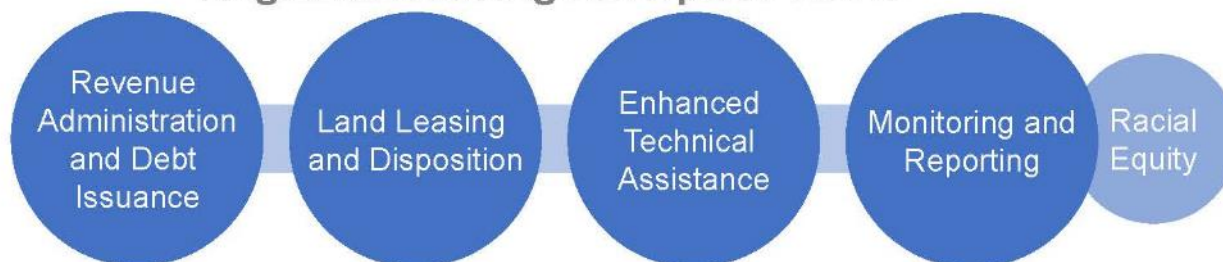 Revenue
Administration
and Debt
Issuance
Land Leasing
and Disposition
Enhanced
Technical
Assistance
Monitoring and
Reporting
Racial
Equity